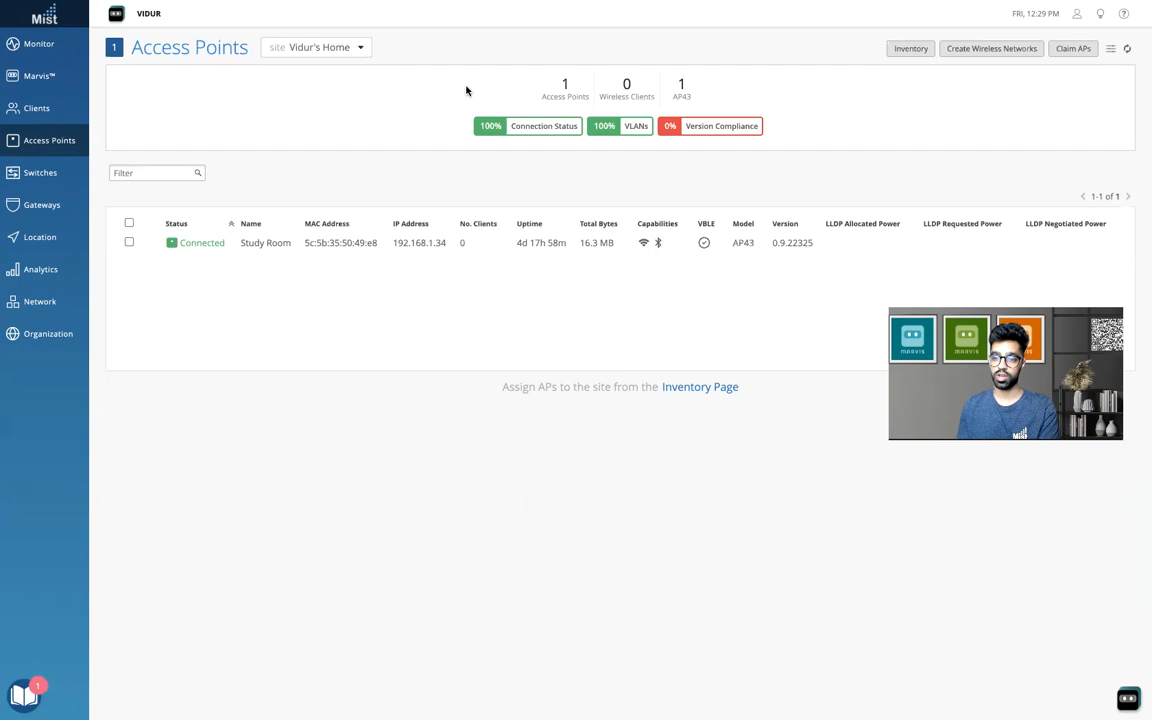 Mist
VIDUR
FRI, 12:29 PM
Monitor
Marvis™
Clients
Access Points
Switches
Gateways
Location
Analytics
Network
Organization
1
Access Points
site Vidur's Home
Inventory
Create Wireless Networks
Claim APs
1 0 1
Access Points Wireless Clients AP43
100% Connection Status 100% VLANs 0% Version Compliance
Filter
1-1 of 1
Status Name MAC Address IP Address No. Clients Uptime Total Bytes Capabilities VBLE Model Version LLDP Allocated Power LLDP Requested Power LLDP Negotiated Power
Connected Study Room 5c:5b:35:50:49:e8 192.168.1.34 0 4d 17h 58m 16.3 MB AP43 0.9.22325
Assign APs to the site from the Inventory Page
MARVIS MARVIS
Mist
1